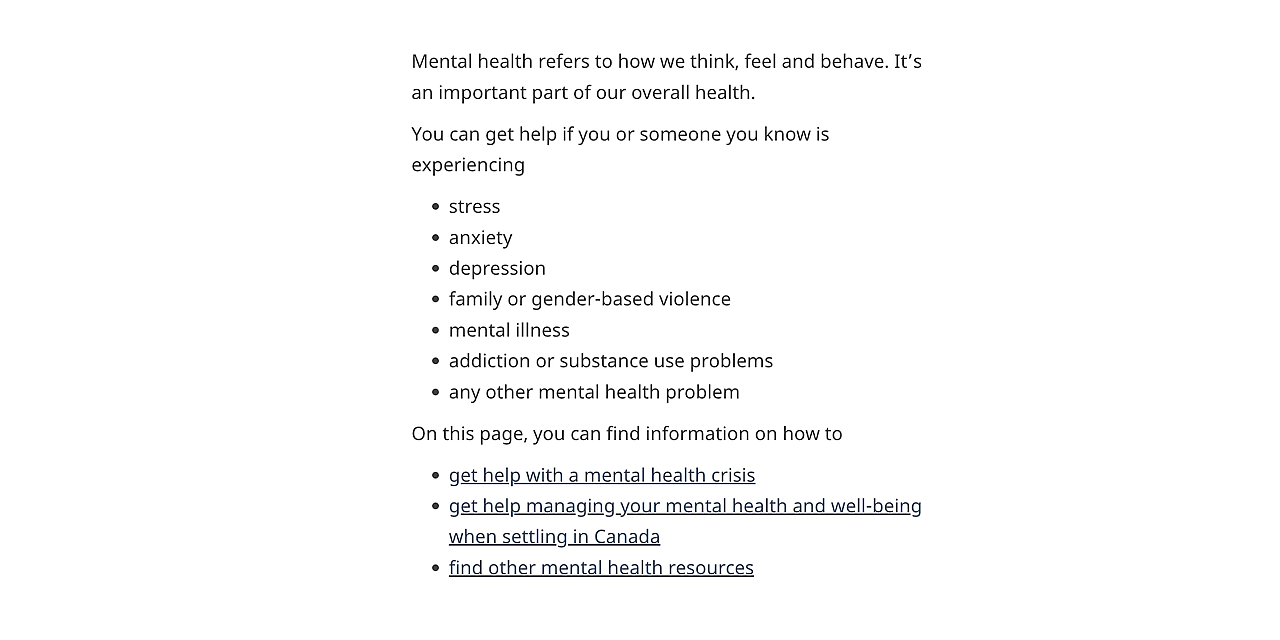 Mental health refers to how we think, feel and behave. It’s
an important part of our overall health.
You can get help if you or someone you know is
experiencing
• stress
• anxiety
• depression
• family or gender-based violence
• mental illness
• addiction or substance use problems
• any other mental health problem
On this page, you can find information on how to
• get help with a mental health crisis
• get help managing your mental health and well-being
when settling in Canada
• find other mental health resources